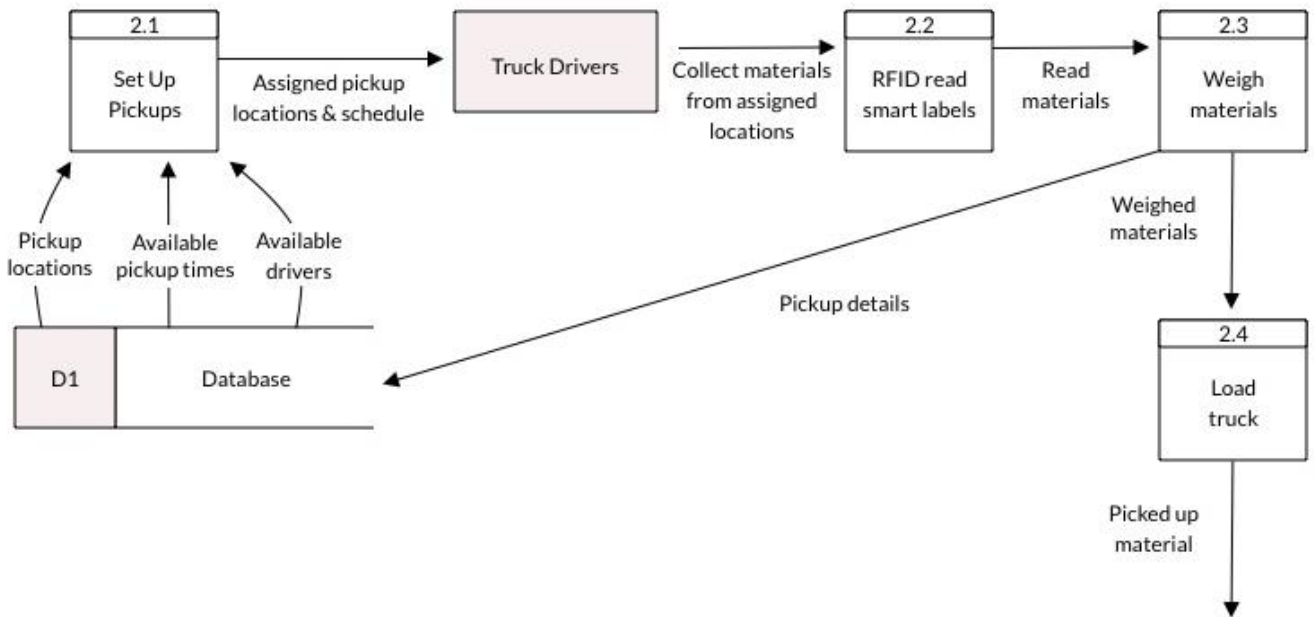 2.1
Set Up
Pickups
Assigned pickup
locations & schedule
Truck Drivers
Collect materials
from assigned
locations
2.2
RFID read
smart labels
Read
materials
2.3
Weigh
materials
Pickup
locations
Available
pickup times
Available
drivers
Weighed
materials
Pickup details
D1
Database
2.4
Load
truck
Picked up
material